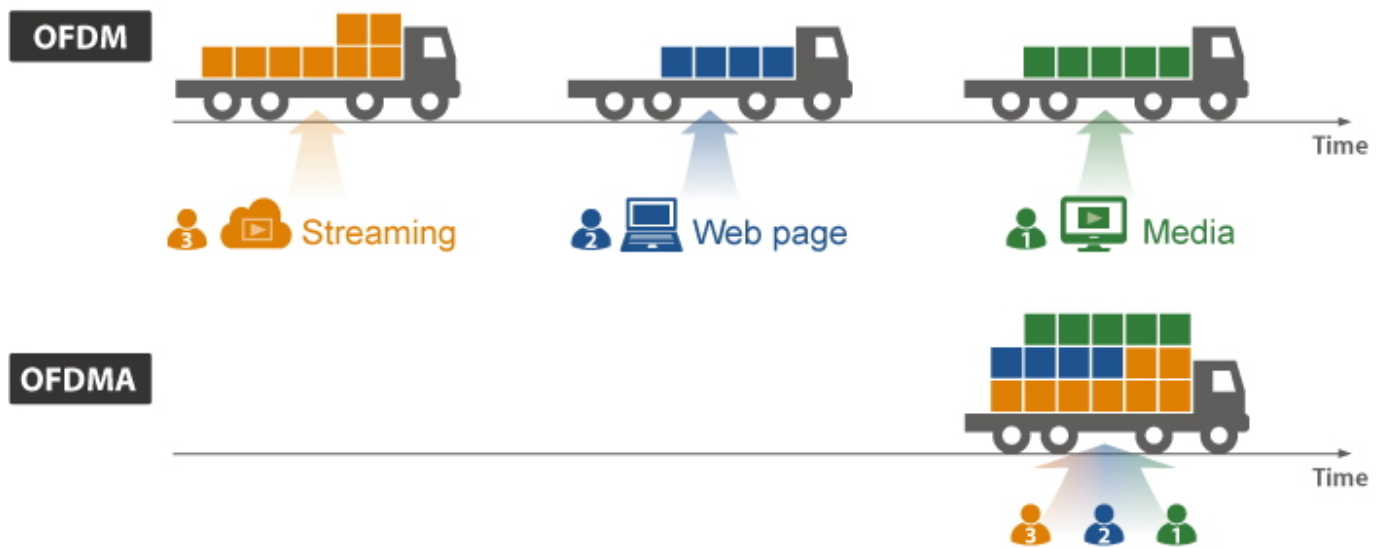 OFDM
Time
3 Streaming
2 Web page
1 Media
OFDMA
Time
3 2 1